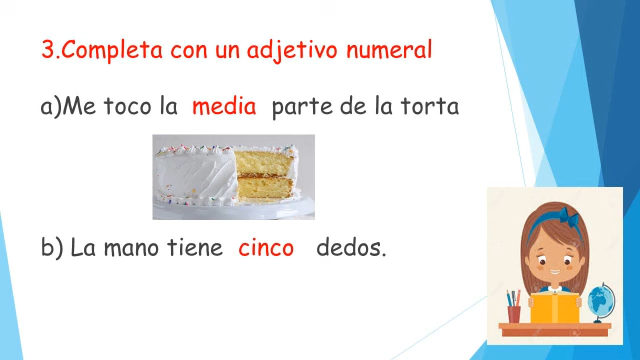 3.Completa con un adjetivo numeral
a)Me toco la media parte de la torta
b) La mano tiene cinco dedos.